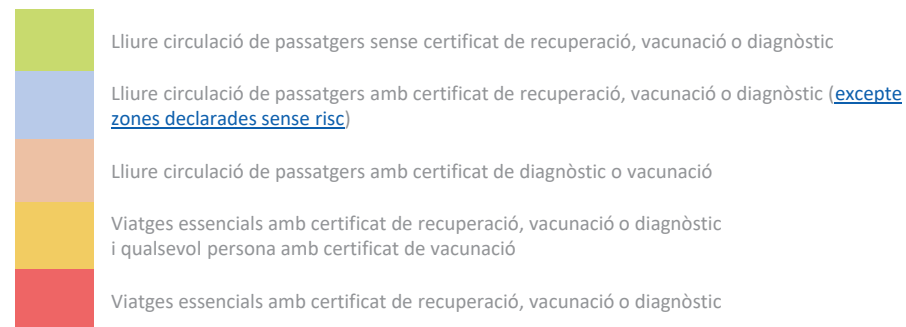 Lliure circulació de passatgers sense certificat de recuperació, vacunació o diagnòstic
Lliure circulació de passatgers amb certificat de recuperació, vacunació o diagnòstic (excepte
zones declarades sense risc)
Lliure circulació de passatgers amb certificat de diagnòstic o vacunació
Viatges essencials amb certificat de recuperació, vacunació o diagnòstic
i qualsevol persona amb certificat de vacunació
Viatges essencials amb certificat de recuperació, vacunació o diagnòstic